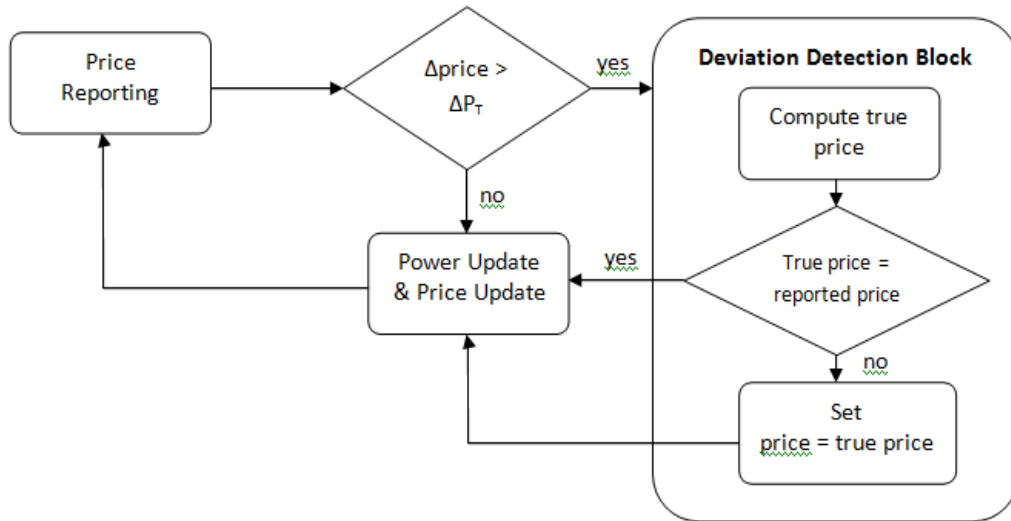 Price
Reporting
Δprice >
ΔP_T
yes
Deviation Detection Block
Compute true
price
no
Power Update
& Price Update
yes
True price =
reported price
no
Set
price = true price